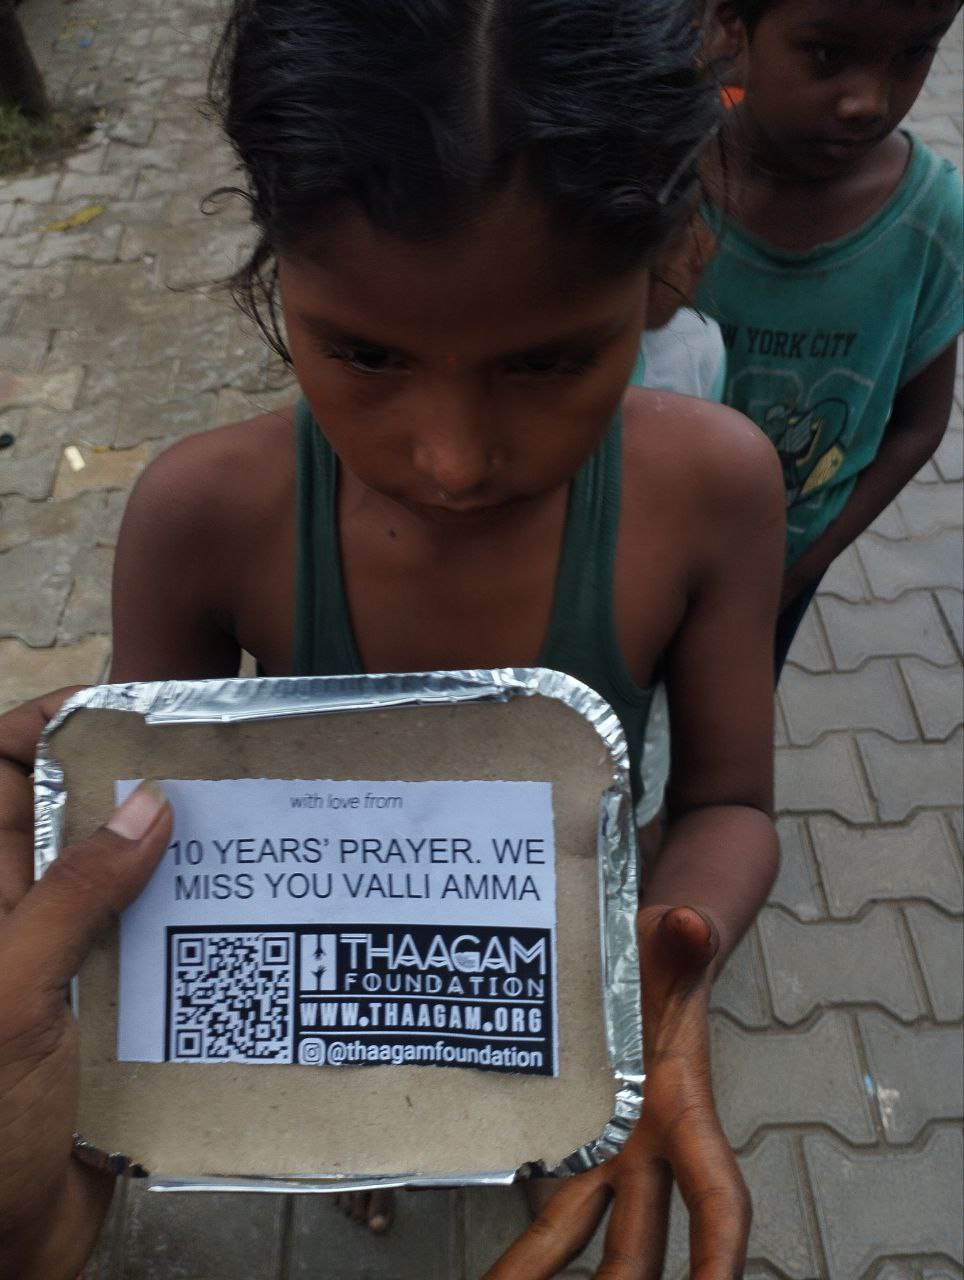 N YORK CITY
with love from
10 YEARS' PRAYER. WE
MISS YOU VALLI AMMA
THAAGAM
FOUNDATION
WWW.THAAGAM.ORG
@thaagamfoundation